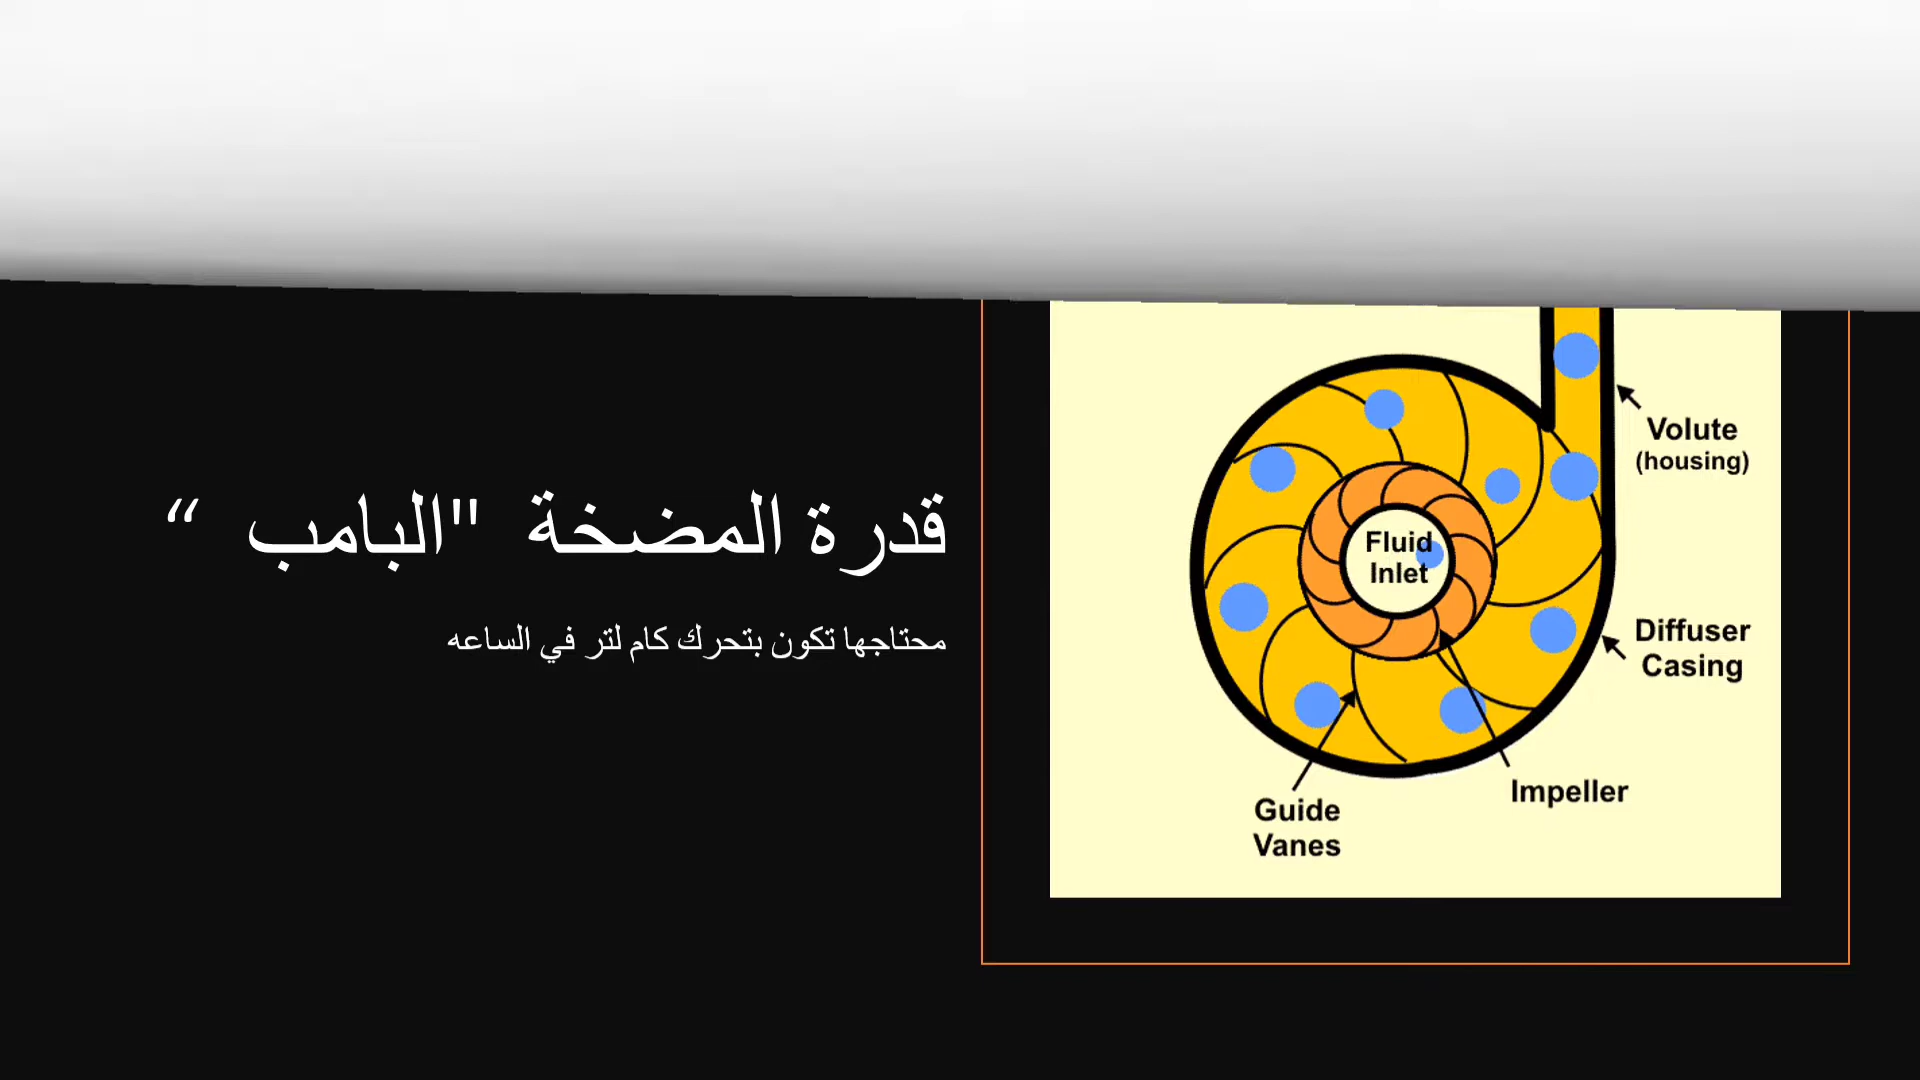 قدرة المضخة "البامب “
محتاجها تكون بتحرك كام لتر في الساعه
Volute
(housing)
Fluid
Inlet
Diffuser
Casing
Impeller
Guide
Vanes